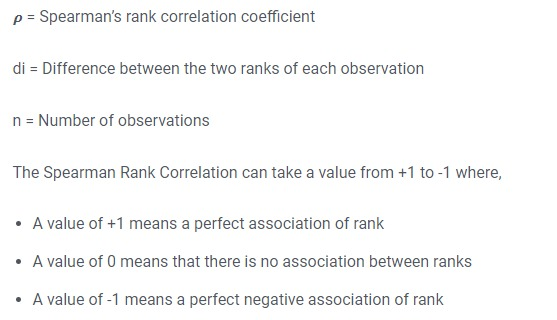 ρ = Spearman's rank correlation coefficient
di = Difference between the two ranks of each observation
n = Number of observations
The Spearman Rank Correlation can take a value from +1 to -1 where,
• A value of +1 means a perfect association of rank
• A value of 0 means that there is no association between ranks
• A value of -1 means a perfect negative association of rank